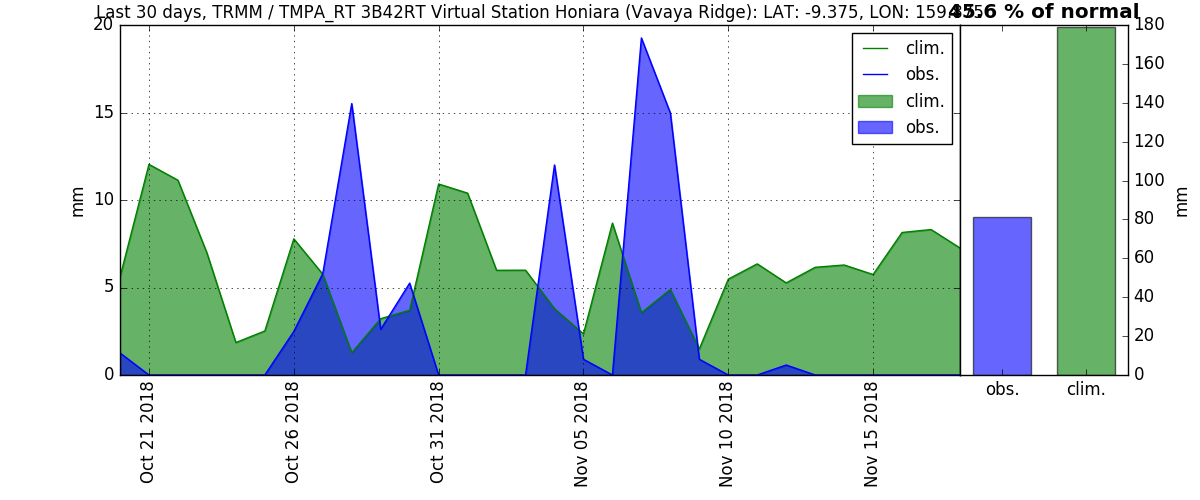 Last 30 days, TRMM / TMPA_RT 3B42RT Virtual Station Honiara (Vavaya Ridge): LAT: -9.375, LON:
45.6 % of normal
20
15
10
5
0
mm
clim.
obs.
clim.
obs.
Oct 21 2018
Oct 26 2018
Oct 31 2018
Nov 05 2018
Nov 10 2018
Nov 15 2018
180
160
140
120
100
80
60
40
20
0
mm
obs.
clim.